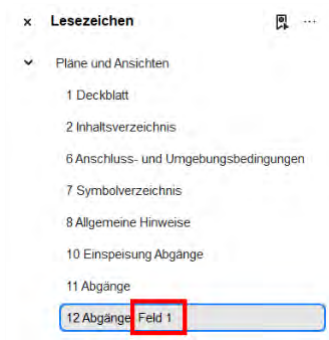 × Lesezeichen ...
Pläne und Ansichten
1 Deckblatt
2 Inhaltsverzeichnis
6 Anschluss- und Umgebungsbedingungen
7 Symbolverzeichnis
8 Allgemeine Hinweise
10 Einspeisung Abgänge
11 Abgänge
12 Abgänge Feld 1